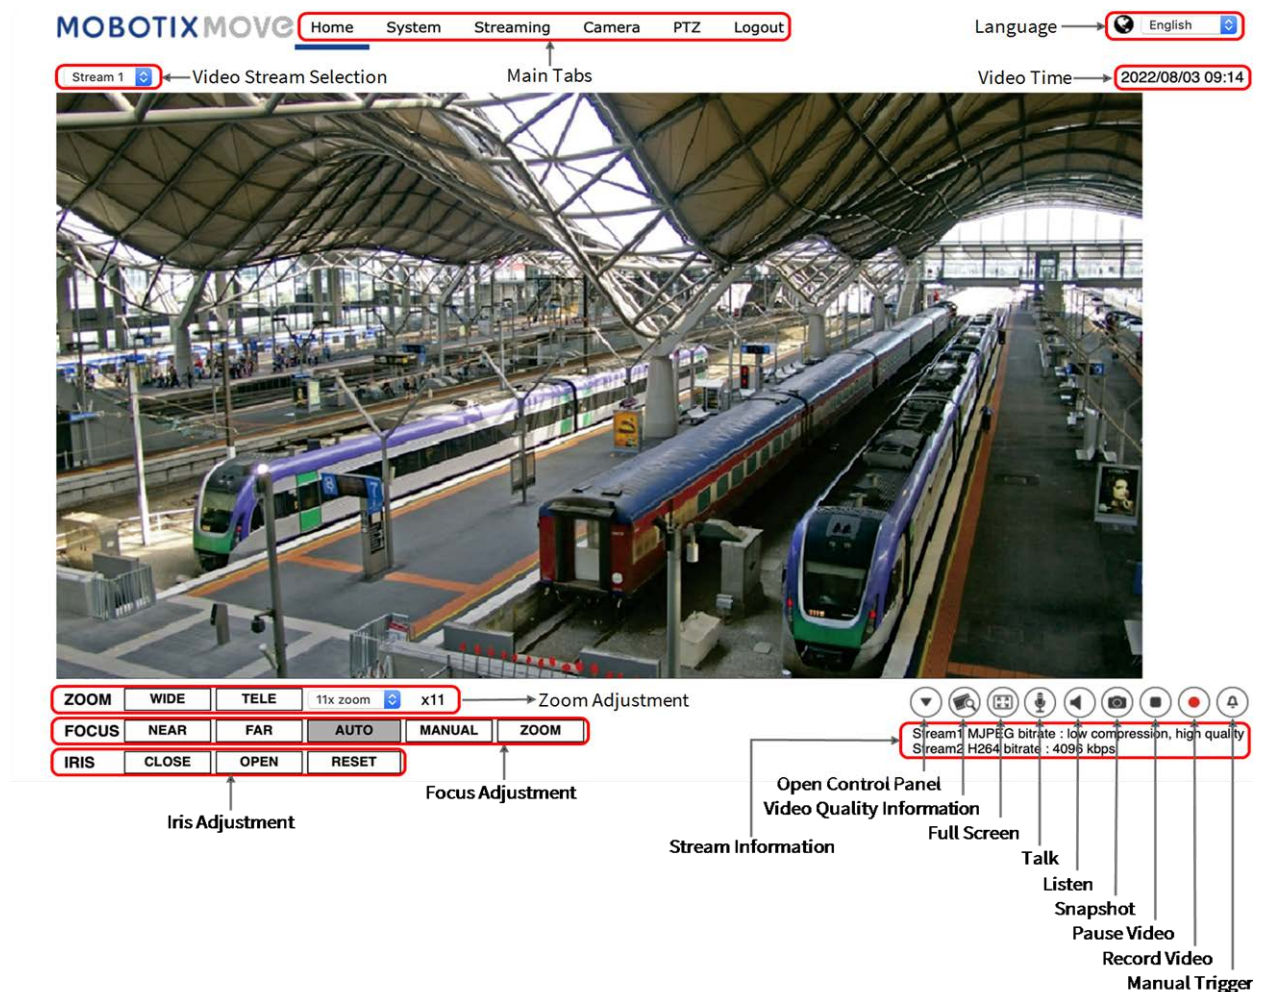 MOBOTIX MOVE
Home System Streaming Camera PTZ Logout
Language
English
Stream 1
Video Stream Selection
Main Tabs
Video Time
2022/08/03 09:14
ZOOM WIDE TELE 11x zoom x11
Zoom Adjustment
FOCUS NEAR FAR AUTO MANUAL ZOOM
Stream1 MJPEG bitrate : low compression, high quality
Stream2 H264 bitrate : 4096 kbps
IRIS CLOSE OPEN RESET
Focus Adjustment
Iris Adjustment
Open Control Panel
Video Quality Information
Full Screen
Stream Information
Talk
Listen
Snapshot
Pause Video
Record Video
Manual Trigger